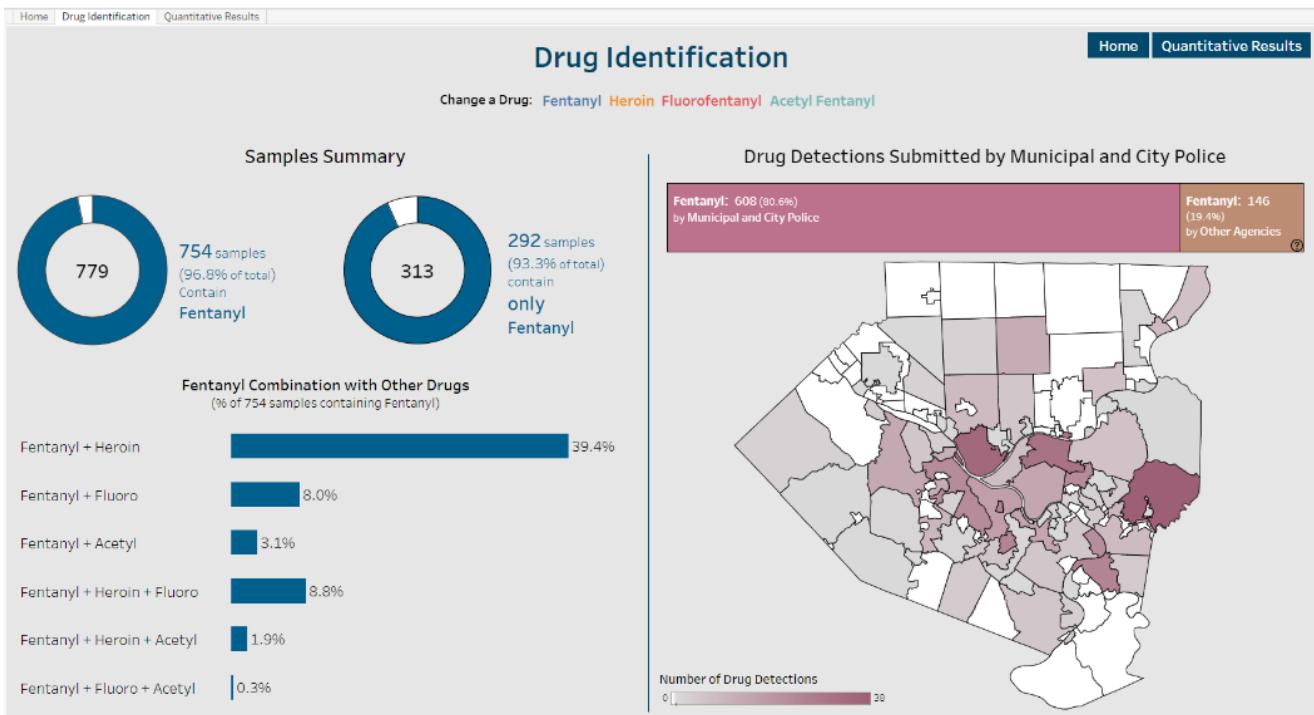 Home Drug Identification Quantitative Results
Drug Identification
Home Quantitative Results
Change a Drug: Fentanyl Heroin Fluorofentanyl Acetyl Fentanyl
Samples Summary
779
754 samples
(96.8% of total)
Contain
Fentanyl
313
292 samples
(93.3% of total)
contain
only
Fentanyl
Fentanyl Combination with Other Drugs
(% of 754 samples containing Fentanyl)
Fentanyl + Heroin 39.4%
Fentanyl + Fluoro 8.0%
Fentanyl + Acetyl 3.1%
Fentanyl + Heroin + Fluoro 8.8%
Fentanyl + Heroin + Acetyl 1.9%
Fentanyl + Fluoro + Acetyl 0.3%
Drug Detections Submitted by Municipal and City Police
Fentanyl: 608 (80.6%)
by Municipal and City Police
Fentanyl: 146
(19.4%)
by Other Agencies
?
Number of Drug Detections
0 38